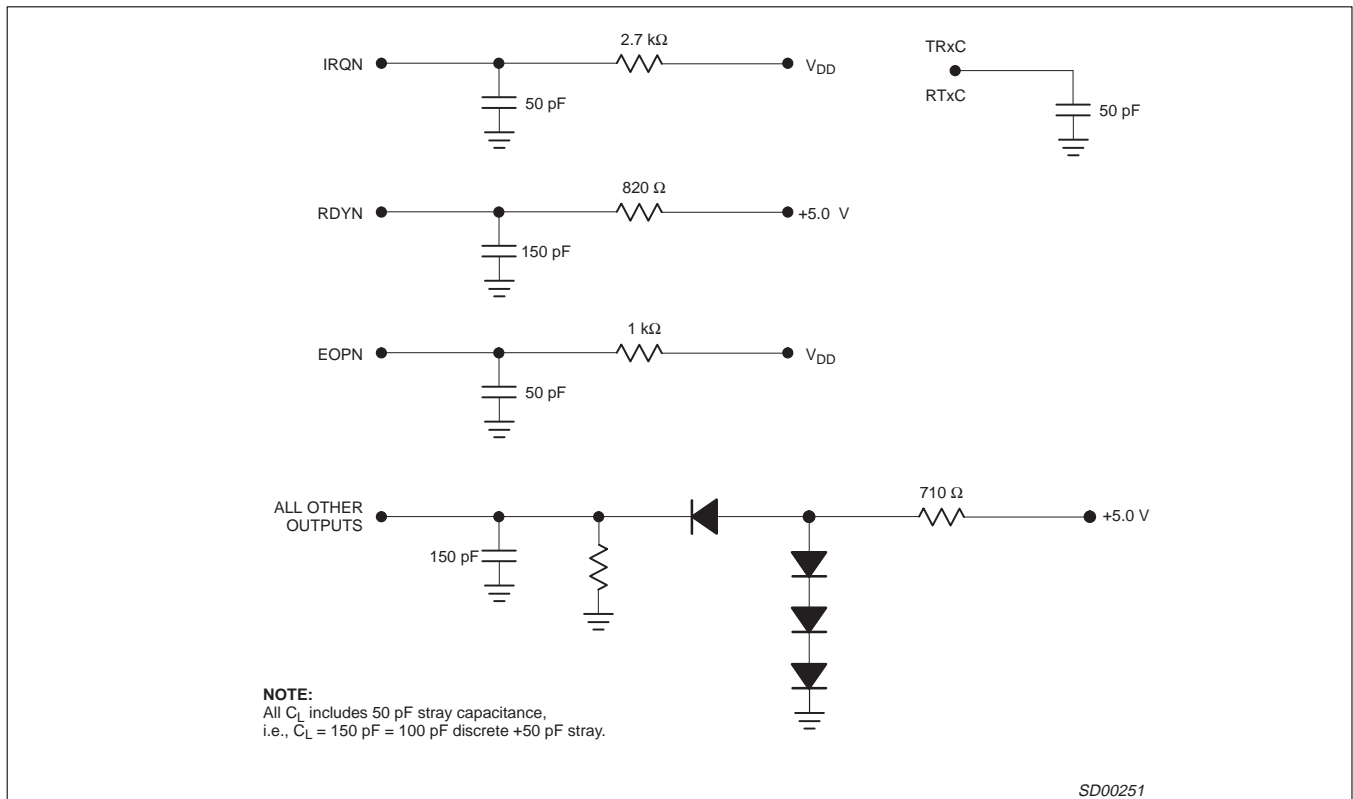 IRQN
2.7 kΩ
VDD
50 pF
TRxC
RTxC
50 pF
RDYN
820 Ω
+5.0 V
150 pF
EOPN
1 kΩ
VDD
50 pF
ALL OTHER
OUTPUTS
710 Ω
+5.0 V
150 pF
NOTE:
All CL includes 50 pF stray capacitance,
i.e., CL = 150 pF = 100 pF discrete +50 pF stray.
SD00251